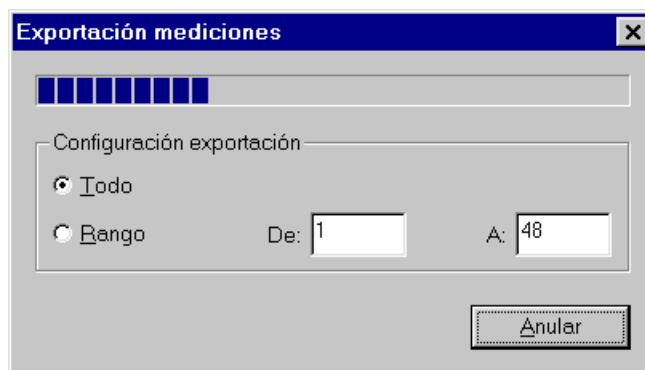 Exportación mediciones
Configuración exportación
Todo
Rango De: 1 A: 48
Anular